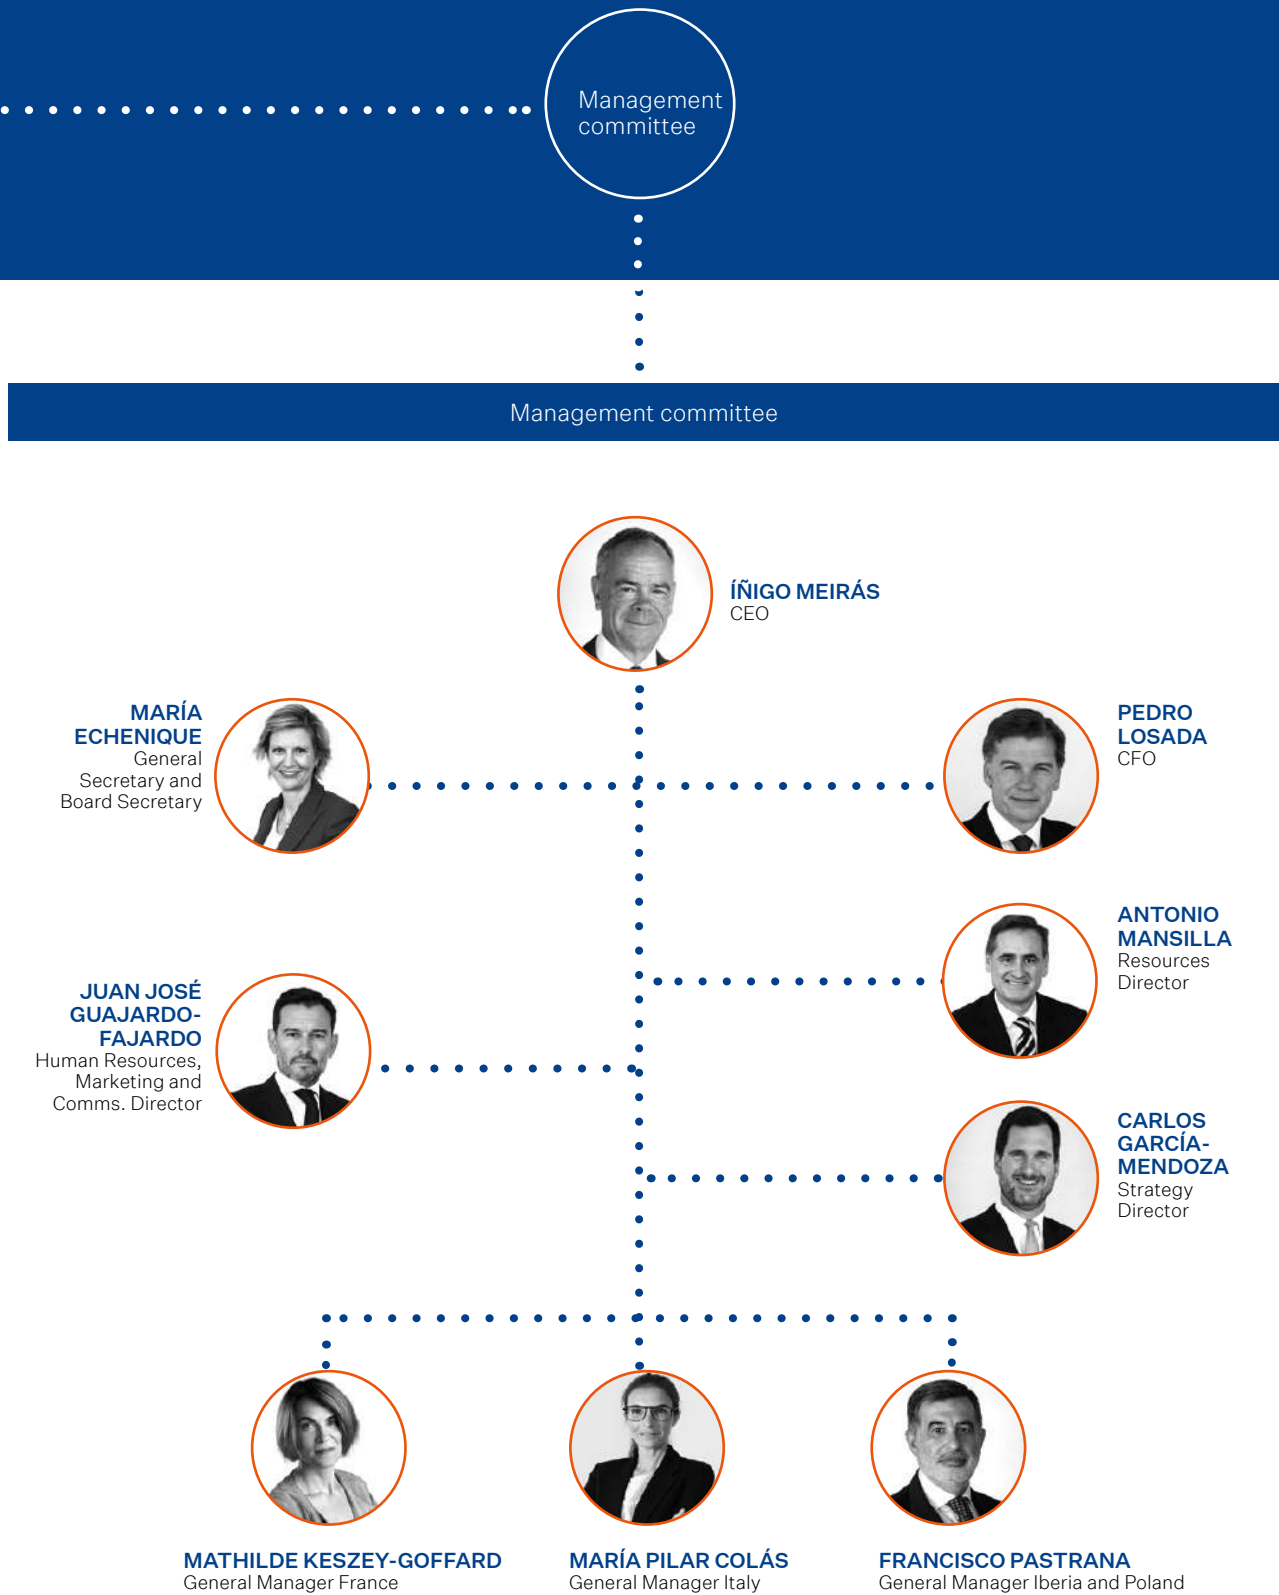 Management
committee
Management committee
ÍÑIGO MEIRÁS
CEO
MARÍA
ECHENIQUE
General
Secretary and
Board Secretary
PEDRO
LOSADA
CFO
ANTONIO
MANSILLA
Resources
Director
JUAN JOSÉ
GUAJARDO-
FAJARDO
Human Resources,
Marketing and
Comms. Director
CARLOS
GARCÍA-
MENDOZA
Strategy
Director
MATHILDE KESZEY-GOFFARD
General Manager France
MARÍA PILAR COLÁS
General Manager Italy
FRANCISCO PASTRANA
General Manager Iberia and Poland